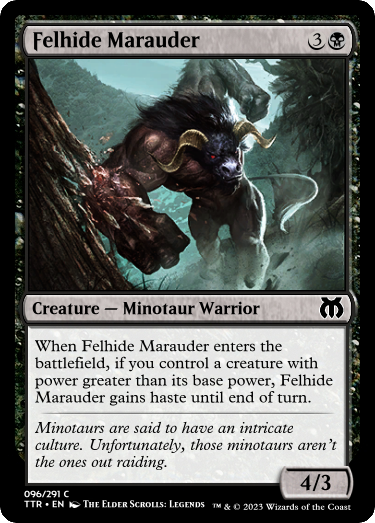 Felhide Marauder 3
Creature — Minotaur Warrior
When Felhide Marauder enters the
battlefield, if you control a creature with
power greater than its base power, Felhide
Marauder gains haste until end of turn.
Minotaurs are said to have an intricate
culture. Unfortunately, those minotaurs aren't
the ones out raiding.
4/3
096/291 C
TTR • EN The Elder Scrolls: Legends ™ & © 2023 Wizards of the Coast